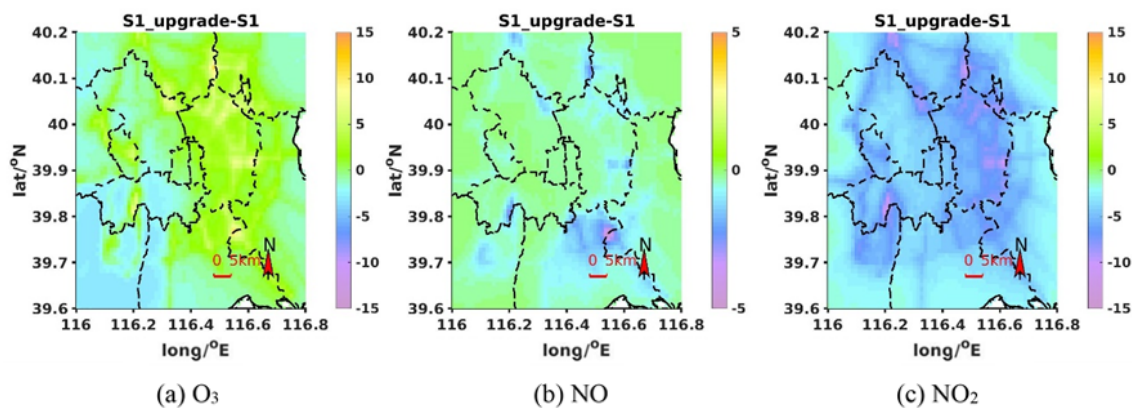 S1_upgrade-S1
40.2
40.1
40
39.9
39.8
39.7
39.6
lat/°N
116
116.2
116.4
116.6
116.8
long/°E
15
10
5
0
-5
-10
-15
N
0 5km
(a) O₃
S1_upgrade-S1
40.2
40.1
40
39.9
39.8
39.7
39.6
lat/°N
116
116.2
116.4
116.6
116.8
long/°E
5
0
-5
N
0 5km
(b) NO
S1_upgrade-S1
40.2
40.1
40
39.9
39.8
39.7
39.6
lat/°N
116
116.2
116.4
116.6
116.8
long/°E
15
10
5
0
-5
-10
-15
N
0 5km
(c) NO₂